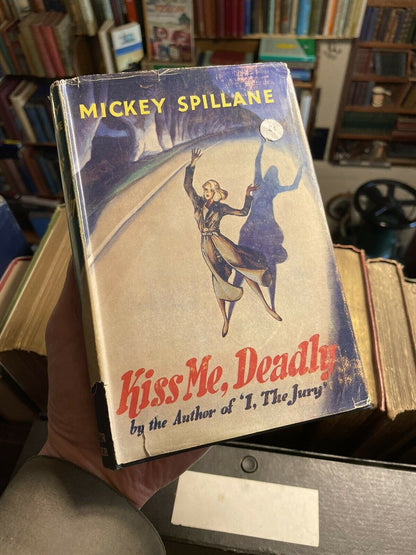 MICKEY SPILLANE
Kiss Me, Deadly
by the Author of 'I, The Jury'